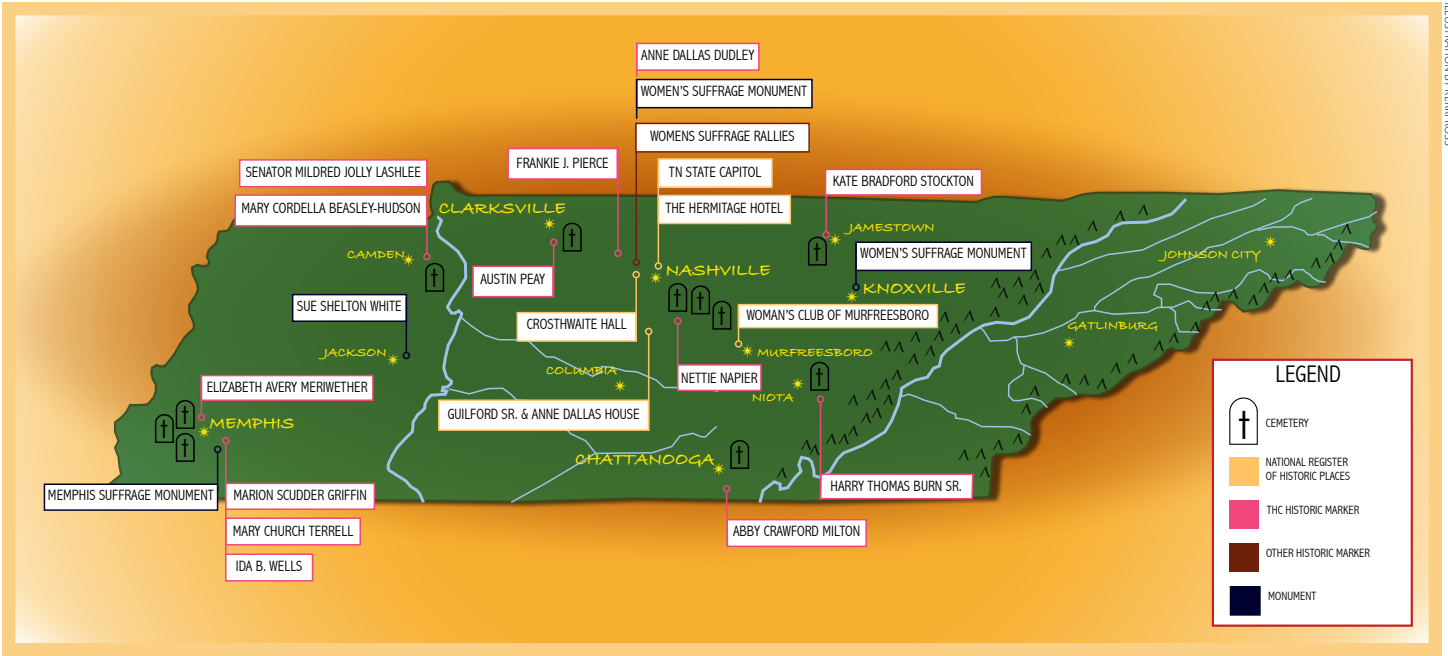 ANNE DALLAS DUDLEY
WOMEN'S SUFFRAGE MONUMENT
WOMENS SUFFRAGE RALLIES
FRANKIE J. PIERCE
TN STATE CAPITOL
THE HERMITAGE HOTEL
SENATOR MILDRED JOLLY LASHLEE
MARY CORDELLA BEASLEY-HUDSON
KATE BRADFORD STOCKTON
CLARKSVILLE
JAMESTOWN
CAMDEN
WOMEN'S SUFFRAGE MONUMENT
JOHNSON CITY
AUSTIN PEAY
NASHVILLE
KNOXVILLE
SUE SHELTON WHITE
CROSTHWAITE HALL
WOMAN'S CLUB OF MURFREESBORO
GATLINBURG
JACKSON
MURFREESBORO
COLUMBIA
NETTIE NAPIER
NIOTA
ELIZABETH AVERY MERIWETHER
GUILFORD SR. & ANNE DALLAS HOUSE
MEMPHIS
CHATTANOOGA
HARRY THOMAS BURN SR.
MEMPHIS SUFFRAGE MONUMENT
MARION SCUDDER GRIFFIN
MARY CHURCH TERRELL
IDA B. WELLS
ABBY CRAWFORD MILTON
LEGEND
CEMETERY
NATIONAL REGISTER
OF HISTORIC PLACES
THC HISTORIC MARKER
OTHER HISTORIC MARKER
MONUMENT